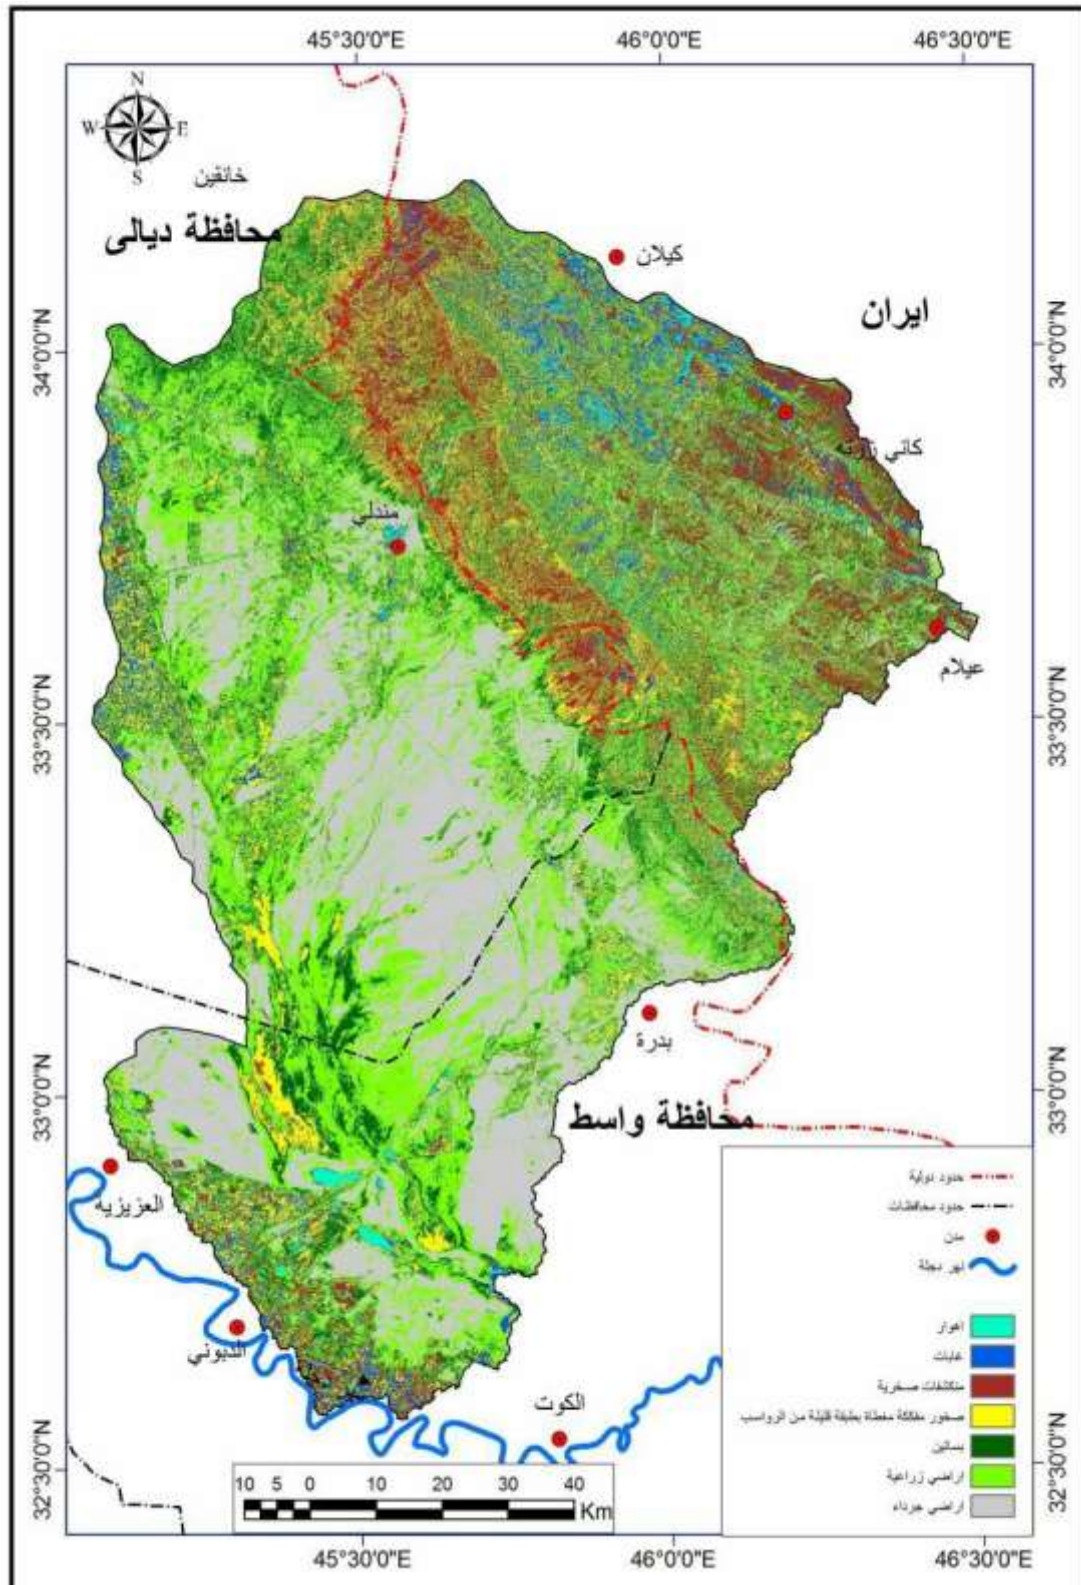 45°30'0"E 46°0'0"E 46°30'0"E
N
W E
S
خانقين
محافظة ديالى
كيلان
ايران
34°0'0"N 34°0'0"N
مندلي
عيلام
33°30'0"N 33°30'0"N
بدرة
33°0'0"N 33°0'0"N
محافظة واسط
العزيزية
الدبوني
الكوت
حدود دولية
حدود محافظات
مدن
نهر دجلة
اهوار
غابات
متكشفات صخرية
صخور مفككة مغطاة بطبقة قليلة من الرواسب
بساتين
اراضي زراعية
اراضي جرداء
32°30'0"N 32°30'0"N
10 5 0 10 20 30 40
Km
45°30'0"E 46°0'0"E 46°30'0"E